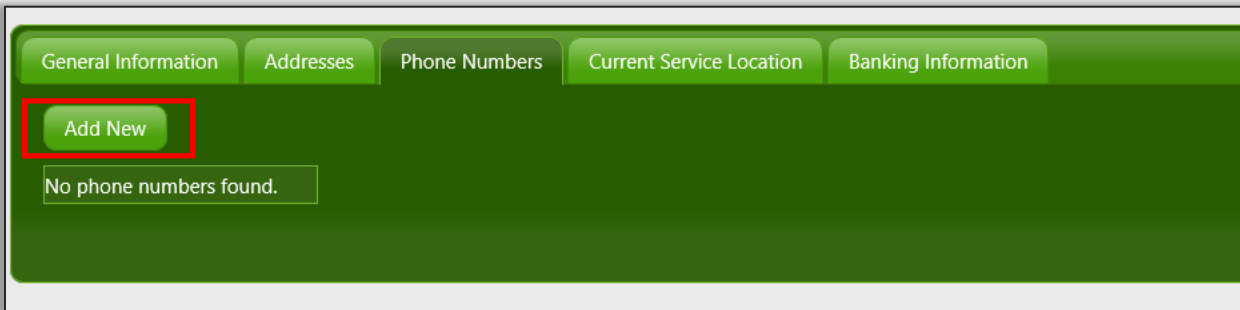 General Information Addresses Phone Numbers Current Service Location Banking Information
Add New
No phone numbers found.